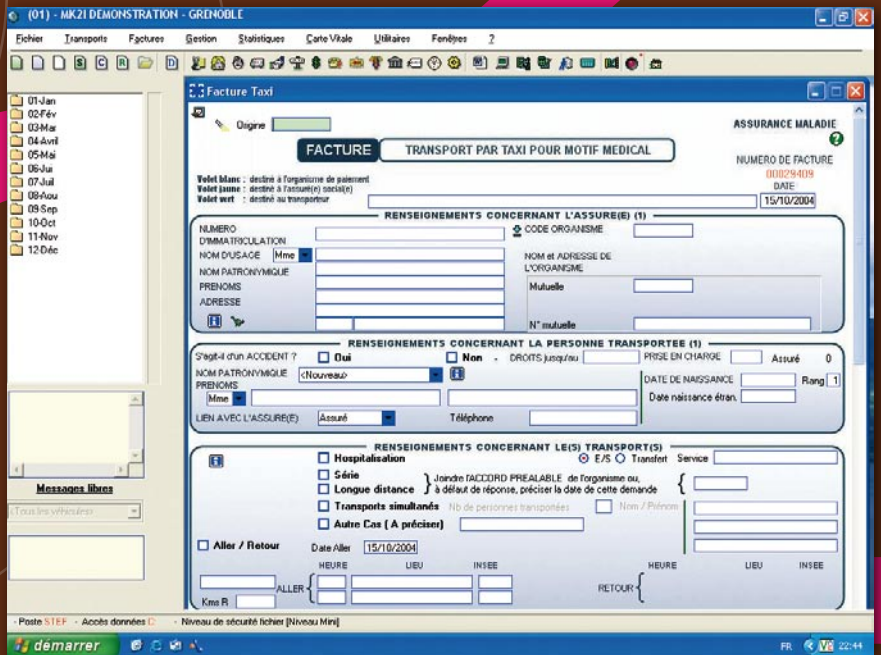 (01) - MK2I DEMONSTRATION - GRENOBLE
Fichier Transports Factures Gestion Statistiques Carte Vitale Utilitaires Fenêtres ?
01-Jan
02-Fév
03-Mar
04-Avril
05-Mai
06-Jui
07-Juil
08-Aou
09-Sep
10-Oct
11-Nov
12-Déc
Messages libres
<Tous les véhicules>
Facture Taxi
Origine
ASSURANCE MALADIE
FACTURE TRANSPORT PAR TAXI POUR MOTIF MEDICAL
NUMERO DE FACTURE
00029409
Volet blanc : destiné à l'organisme de paiement
Volet jaune : destiné à l'assuré(e) social(e)
Volet vert : destiné au transporteur
DATE
15/10/2004
RENSEIGNEMENTS CONCERNANT L'ASSURE(E) (1)
NUMERO D'IMMATRICULATION
CODE ORGANISME
NOM D'USAGE Mme
NOM et ADRESSE DE L'ORGANISME
NOM PATRONYMIQUE
PRENOMS
Mutuelle
ADRESSE
N° mutuelle
RENSEIGNEMENTS CONCERNANT LA PERSONNE TRANSPORTEE (1)
S'agit-il d'un ACCIDENT ? Oui Non - DROITS jusqu'au PRISE EN CHARGE Assuré 0
NOM PATRONYMIQUE <Nouveau>
DATE DE NAISSANCE Rang 1
PRENOMS
Mme
Date naissance étran.
LIEN AVEC L'ASSURE(E) Assuré Téléphone
RENSEIGNEMENTS CONCERNANT LE(S) TRANSPORT(S)
Hospitalisation E/S Transfert Service
Série
Longue distance
Joindre l'ACCORD PREALABLE de l'organisme ou,
à défaut de réponse, préciser la date de cette demande
Transports simultanés Nb de personnes transportées Nom / Prénom
Autre Cas ( A préciser)
Aller / Retour Date Aller 15/10/2004
HEURE LIEU INSEE HEURE LIEU INSEE
ALLER RETOUR
Kms R
- Poste STEF - Accès données C: - Niveau de sécurité fichier [Niveau Mini]
démarrer FR 22:44